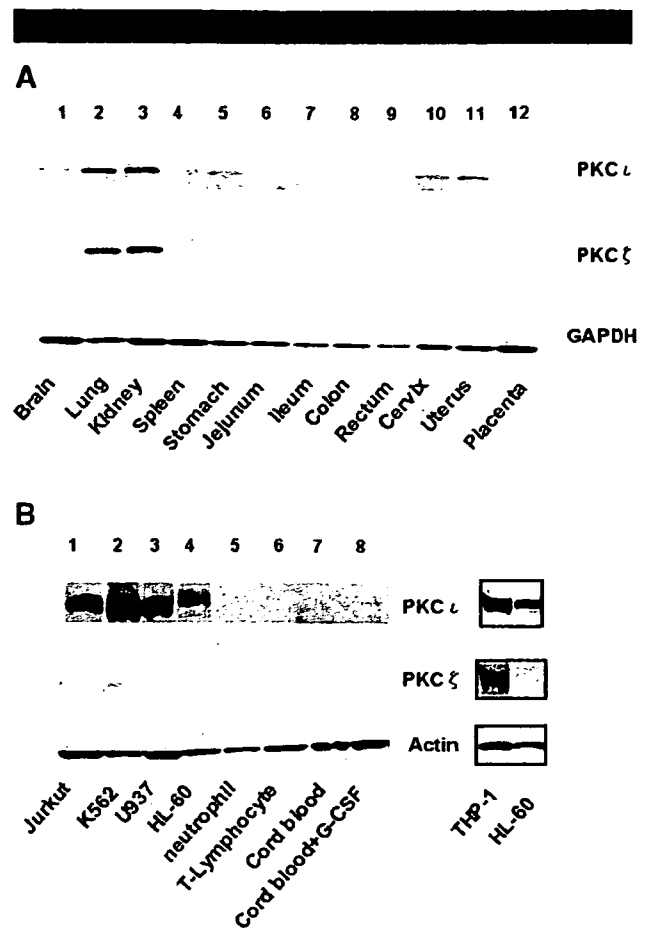 A
1 2 3 4 5 6 7 8 9 10 11 12
PKC ι
PKC ζ
GAPDH
Brain Lung Kidney Spleen Stomach Jejunum Ileum Colon Rectum Cervix Uterus Placenta
B
1 2 3 4 5 6 7 8
PKC ι
PKC ζ
Actin
Jurkut K562 U937 HL-60 neutrophil T-Lymphocyte Cord blood Cord blood+G-CSF THP-1 HL-60